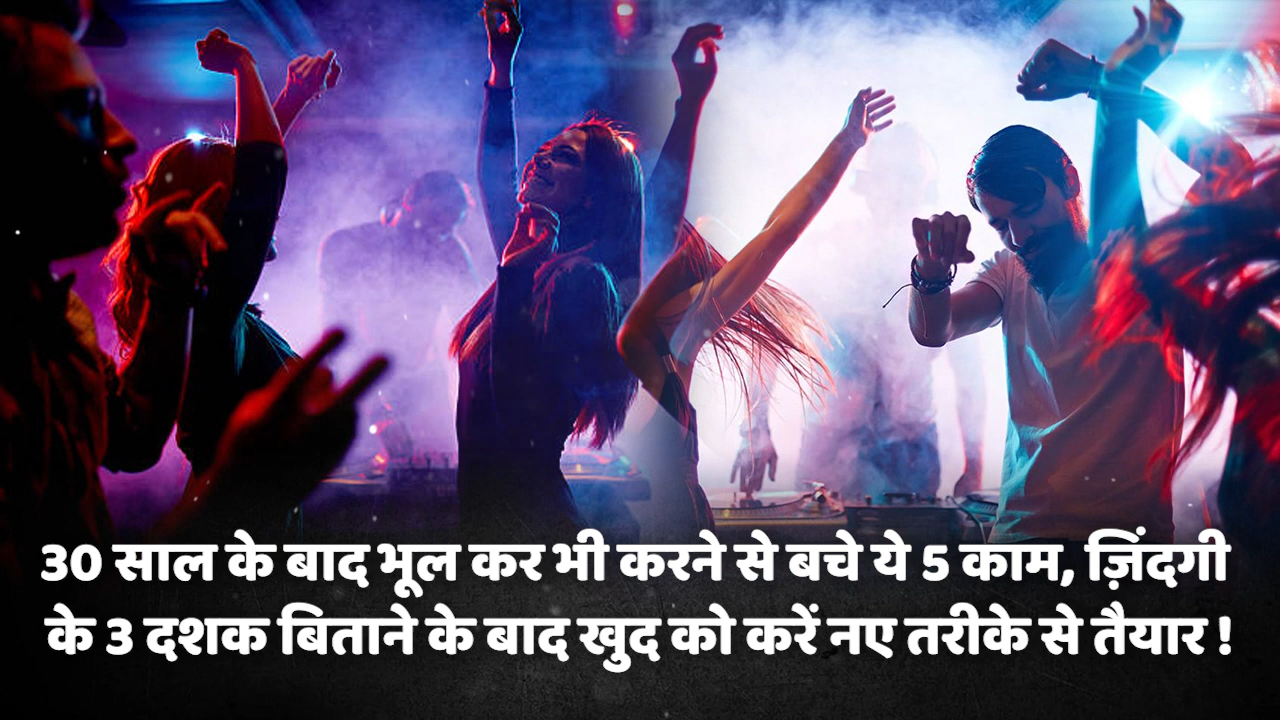 30 साल के बाद भूल कर भी करने से बचे ये 5 काम, ज़िंदगी
के 3 दशक बिताने के बाद खुद को करें नए तरीके से तैयार !